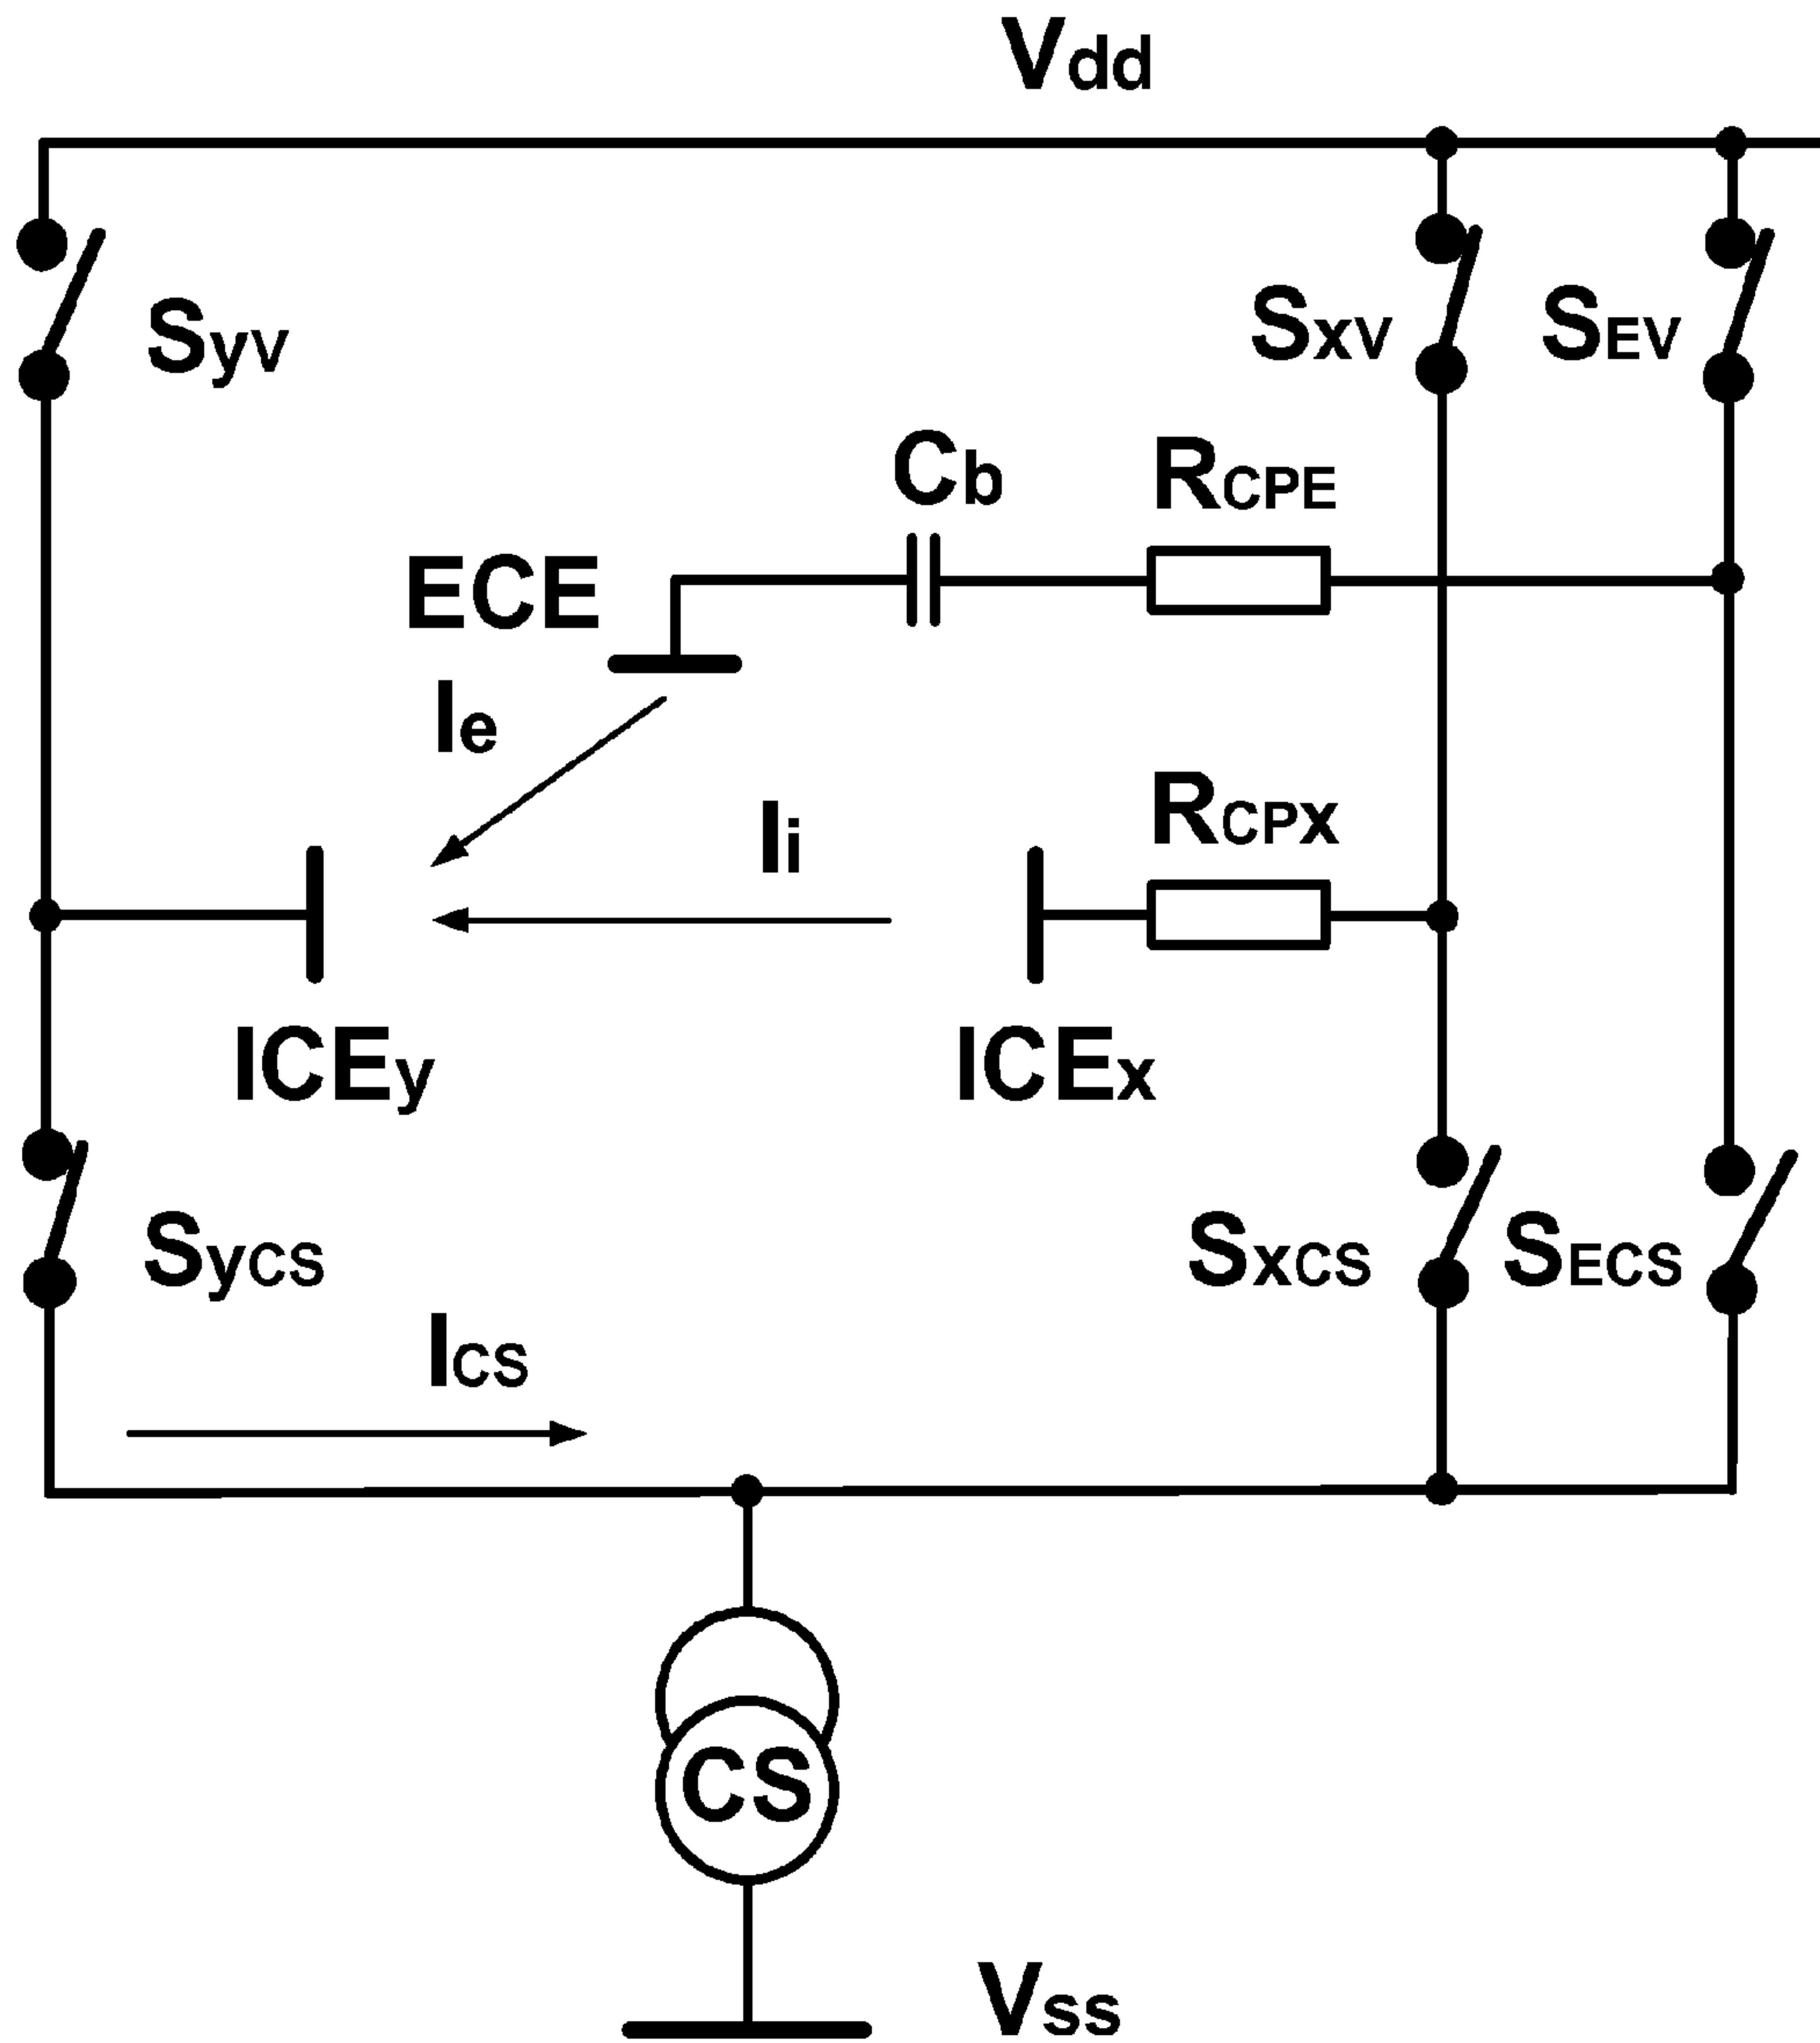 Vdd
Syv
Sxv
SEV
Cb
RCPE
ECE
Ie
RCPx
Ii
ICEy
ICEx
SyCS
SxCS
SECS
ICS
CS
Vss